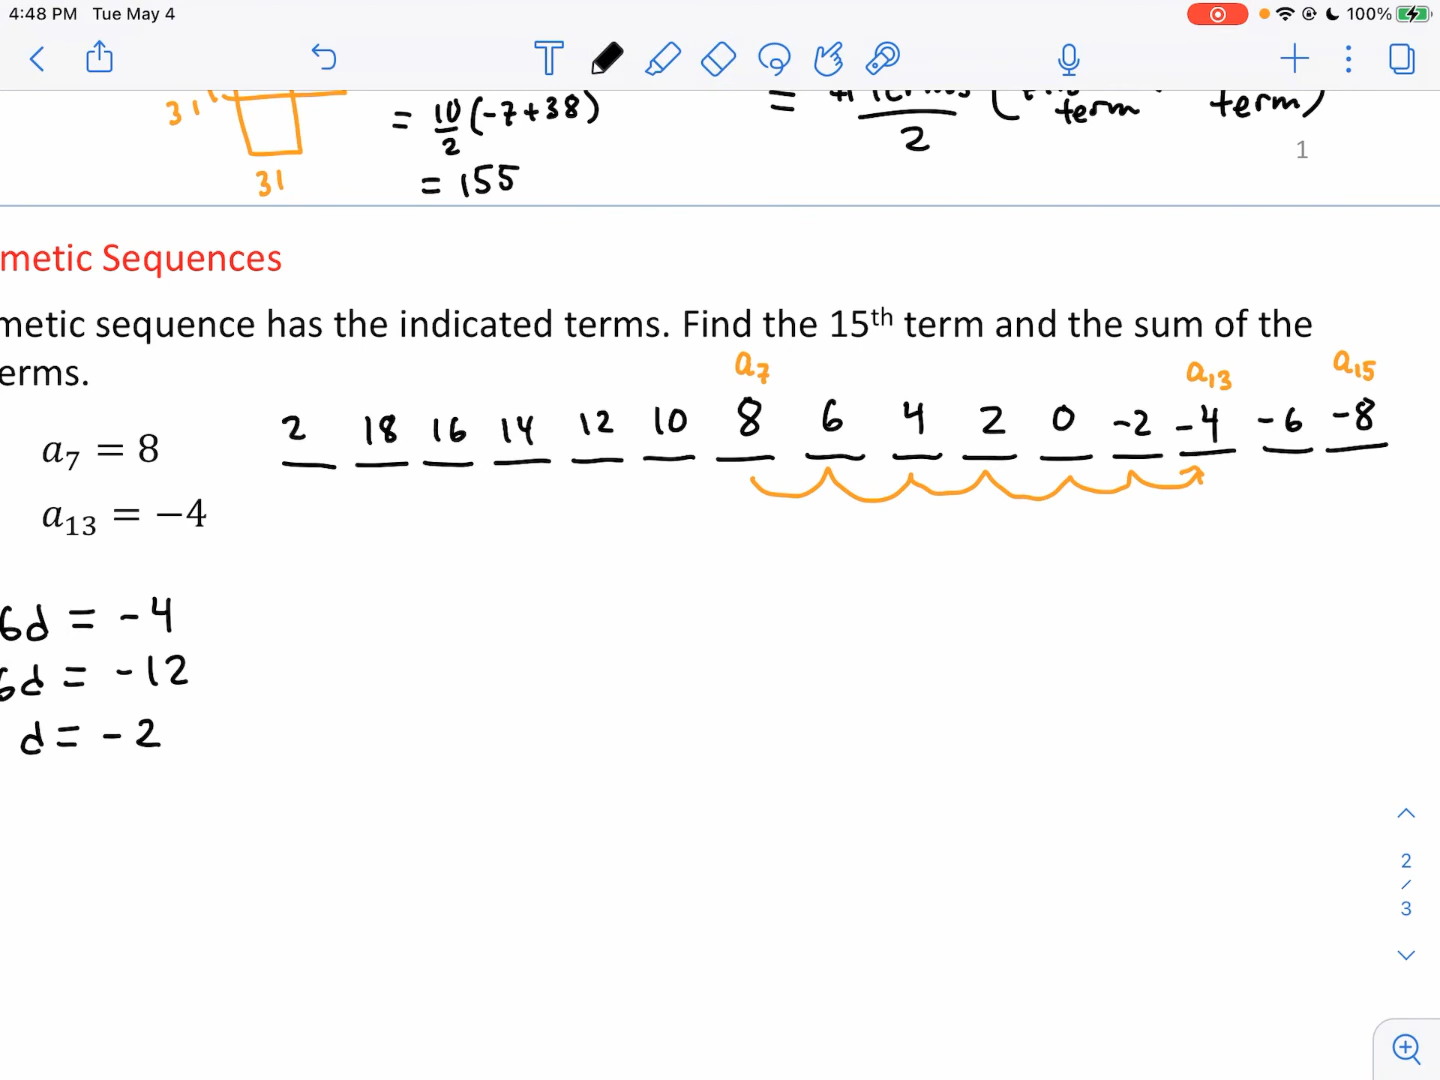 4:48 PM Tue May 4 100%
31
= 10/2 (-7+38)
31
= 155
= # terms/2 ( term term)
1
metic Sequences
metic sequence has the indicated terms. Find the 15th term and the sum of the
erms.
a7 a13 a15
2 18 16 14 12 10 8 6 4 2 0 -2 -4 -6 -8
a7 = 8
a13 = −4
6d = -4
6d = -12
d = -2
2
/
3